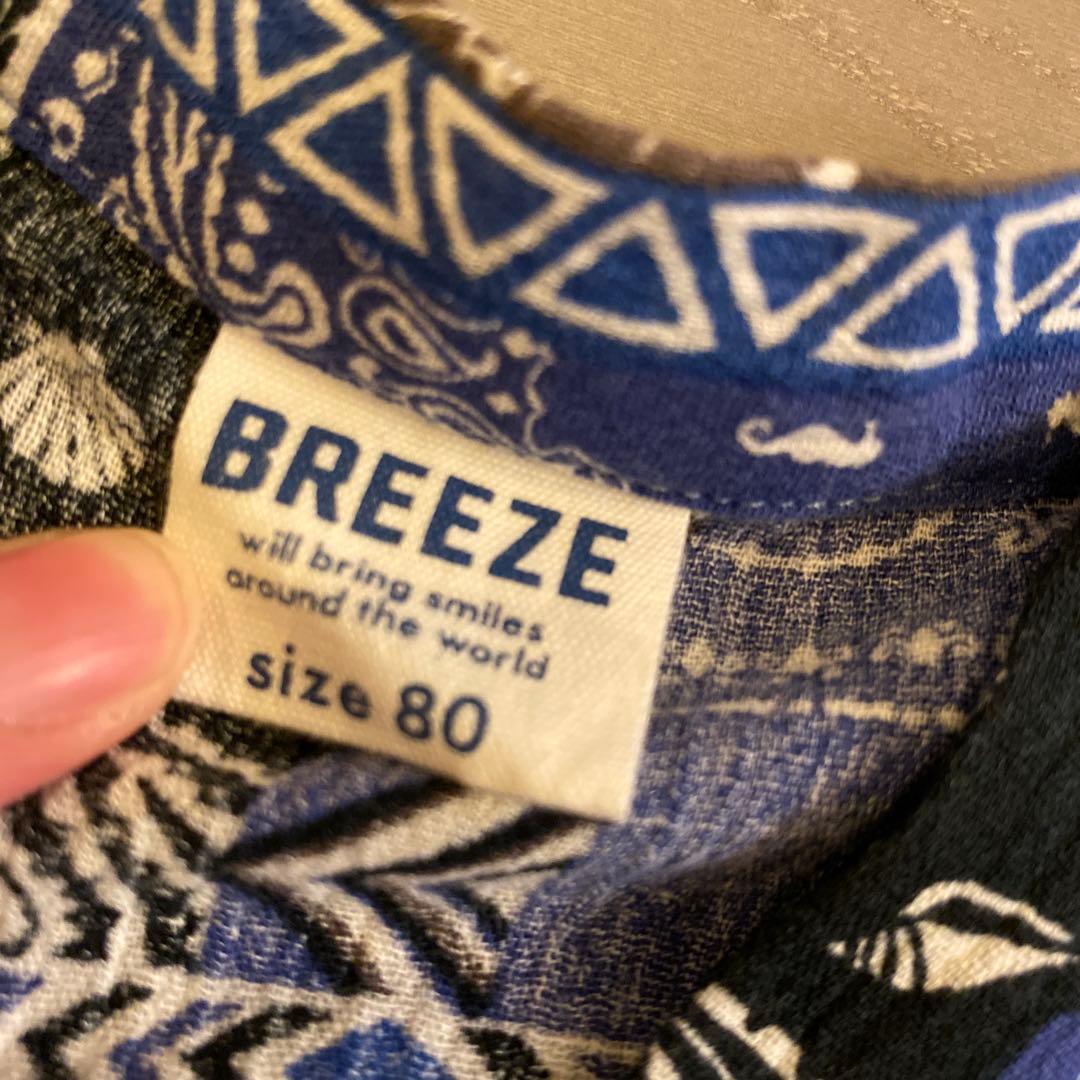 BREEZE
will bring smiles
around the world
size 80